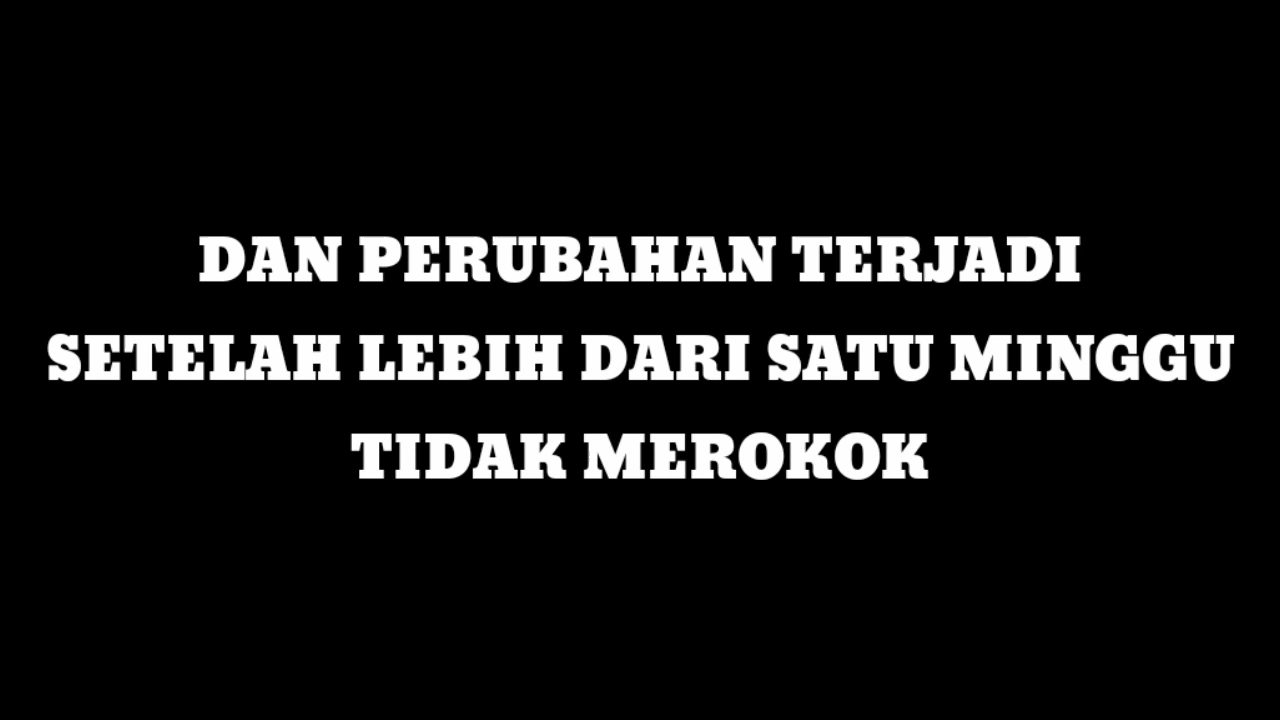 DAN PERUBAHAN TERJADI
SETELAH LEBIH DARI SATU MINGGU
TIDAK MEROKOK